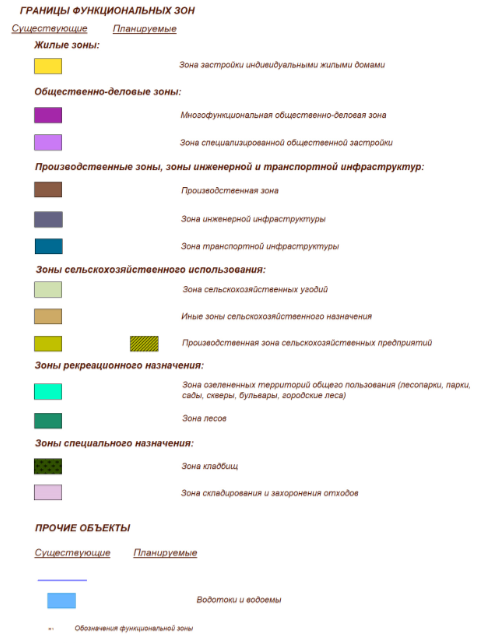 ГРАНИЦЫ ФУНКЦИОНАЛЬНЫХ ЗОН
Существующие Планируемые
Жилые зоны:
Зона застройки индивидуальными жилыми домами
Общественно-деловые зоны:
Многофункциональная общественно-деловая зона
Зона специализированной общественной застройки
Производственные зоны, зоны инженерной и транспортной инфраструктур:
Производственная зона
Зона инженерной инфраструктуры
Зона транспортной инфраструктуры
Зоны сельскохозяйственного использования:
Зона сельскохозяйственных угодий
Иные зоны сельскохозяйственного назначения
Производственная зона сельскохозяйственных предприятий
Зоны рекреационного назначения:
Зона озелененных территорий общего пользования (лесопарки, парки,
сады, скверы, бульвары, городские леса)
Зона лесов
Зоны специального назначения:
Зона кладбищ
Зона складирования и захоронения отходов
ПРОЧИЕ ОБЪЕКТЫ
Существующие Планируемые
Водотоки и водоемы
Обозначения функциональной зоны